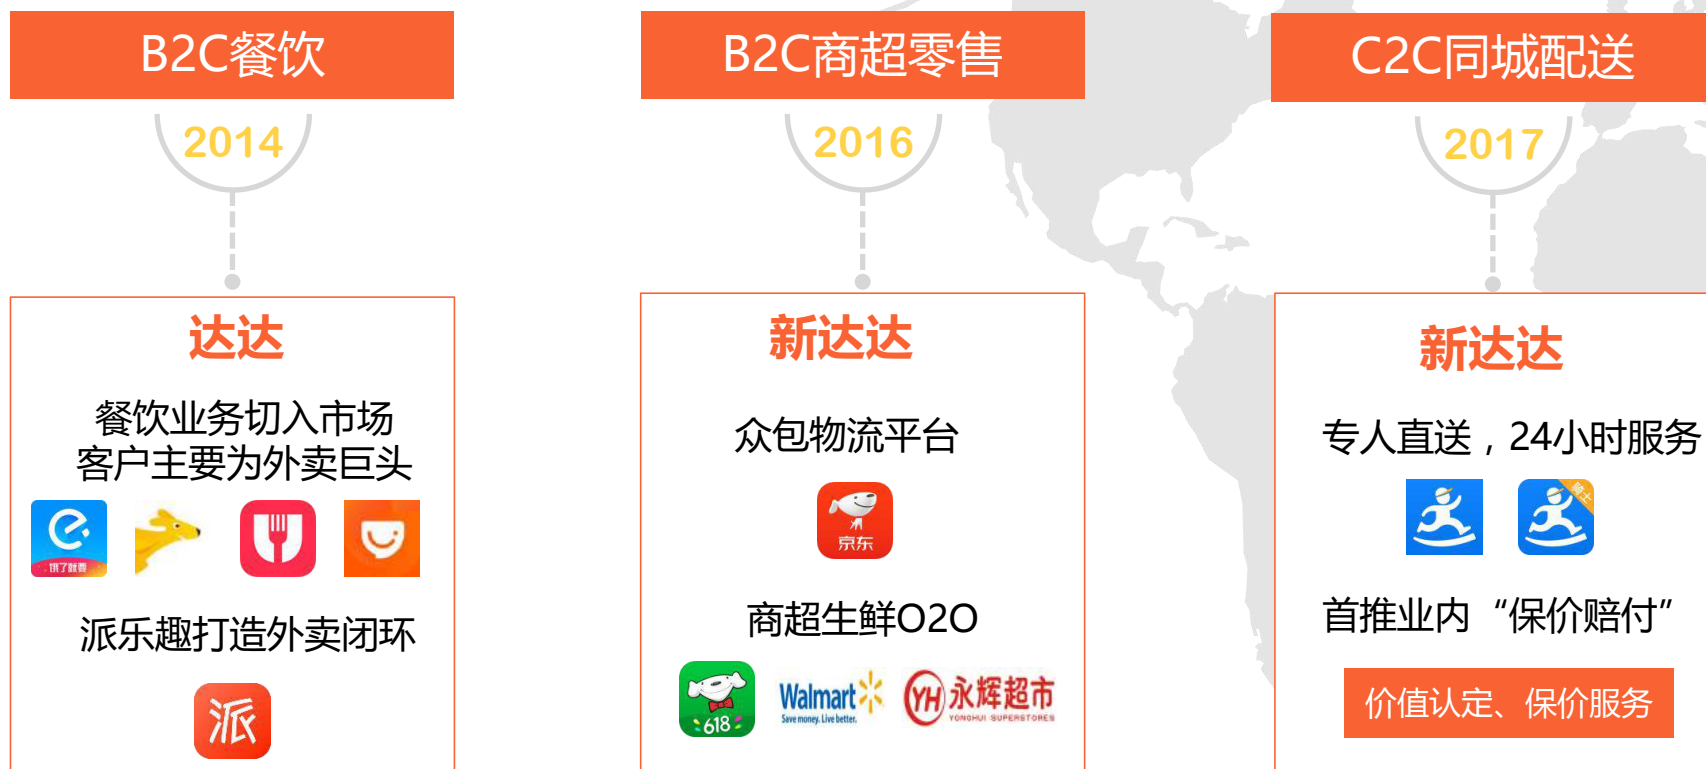 B2C餐饮
2014
达达
餐饮业务切入市场
客户主要为外卖巨头
饿了就要
派乐趣打造外卖闭环
派
B2C商超零售
2016
新达达
众包物流平台
京东
商超生鲜O2O
618
Walmart
Save money. Live better.
YH 永辉超市
YONGHUI SUPERSTORES
C2C同城配送
2017
新达达
专人直送，24小时服务
骑士
首推业内“保价赔付”
价值认定、保价服务